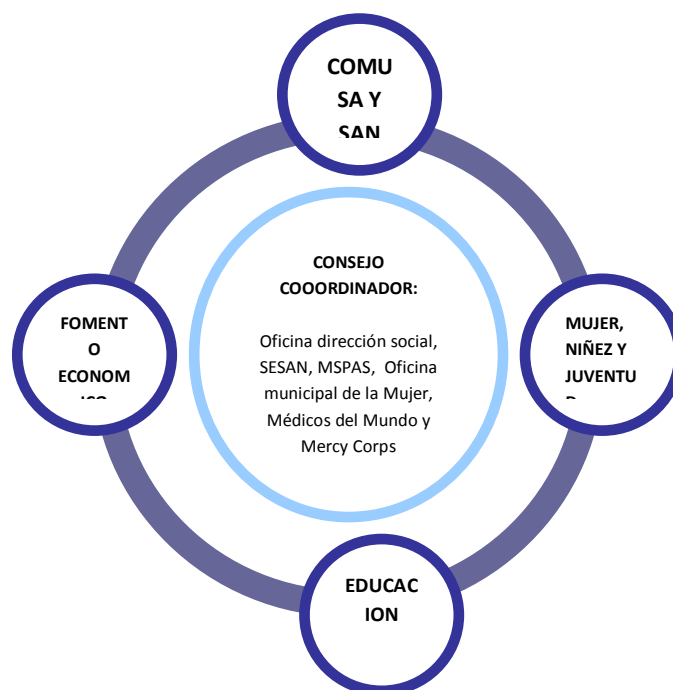 COMU
SA Y
SAN
CONSEJO
COOORDINADOR:
Oficina dirección social,
SESAN, MSPAS, Oficina
municipal de la Mujer,
Médicos del Mundo y
Mercy Corps
FOMENT
O
ECONOM
ICO
MUJER,
NIÑEZ Y
JUVENTU
D
EDUCAC
ION